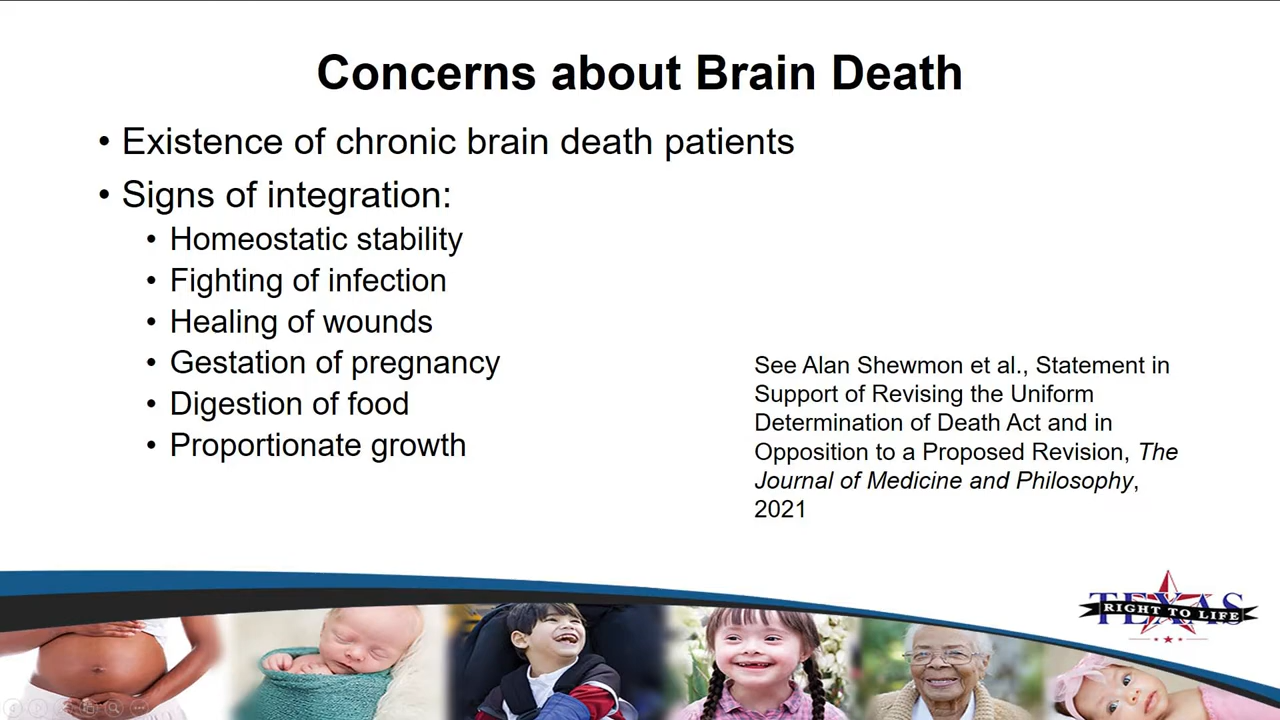 Concerns about Brain Death
• Existence of chronic brain death patients
• Signs of integration:
• Homeostatic stability
• Fighting of infection
• Healing of wounds
• Gestation of pregnancy
• Digestion of food
• Proportionate growth
See Alan Shewmon et al., Statement in
Support of Revising the Uniform
Determination of Death Act and in
Opposition to a Proposed Revision, The
Journal of Medicine and Philosophy,
2021
TEXAS
RIGHT TO LIFE